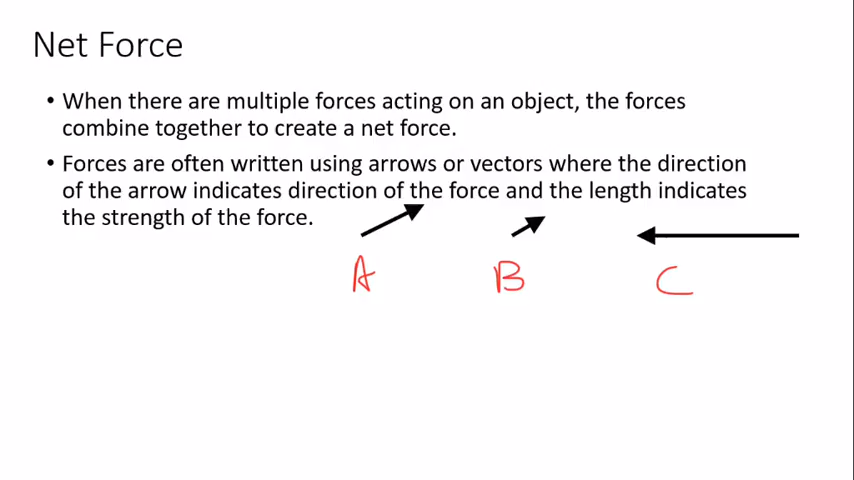 Net Force
• When there are multiple forces acting on an object, the forces
combine together to create a net force.
• Forces are often written using arrows or vectors where the direction
of the arrow indicates direction of the force and the length indicates
the strength of the force.
A B C